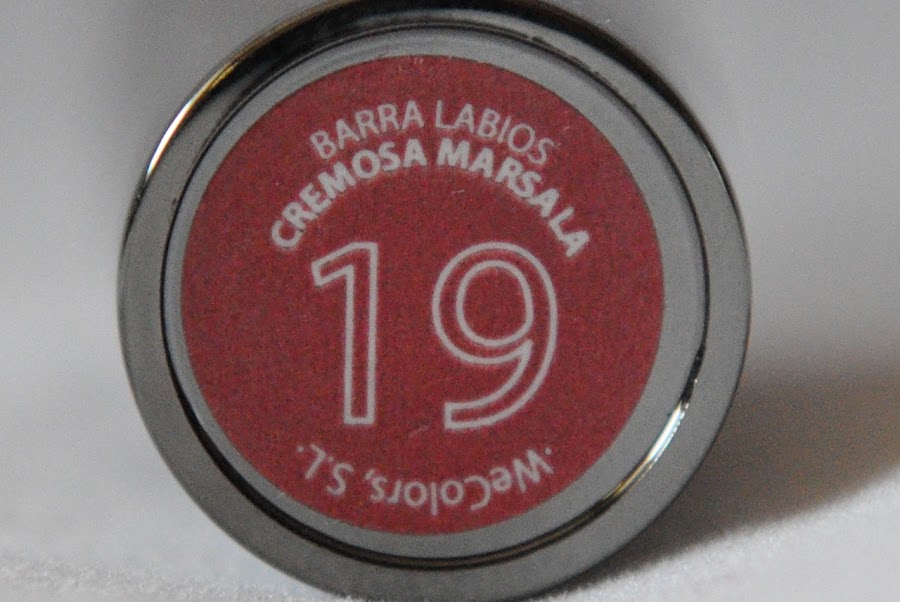 BARRA LABIOS
CREMOSA MARSALA
19
.WeColors, S.L.